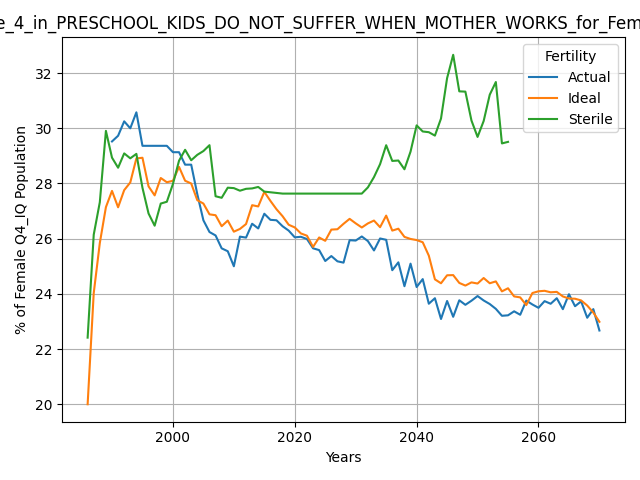 e_4_in_PRESCHOOL_KIDS_DO_NOT_SUFFER_WHEN_MOTHER_WORKS_for_Fem
Fertility
Actual
Ideal
Sterile
% of Female Q4_IQ Population
32
30
28
26
24
22
20
2000
2020
2040
2060
Years